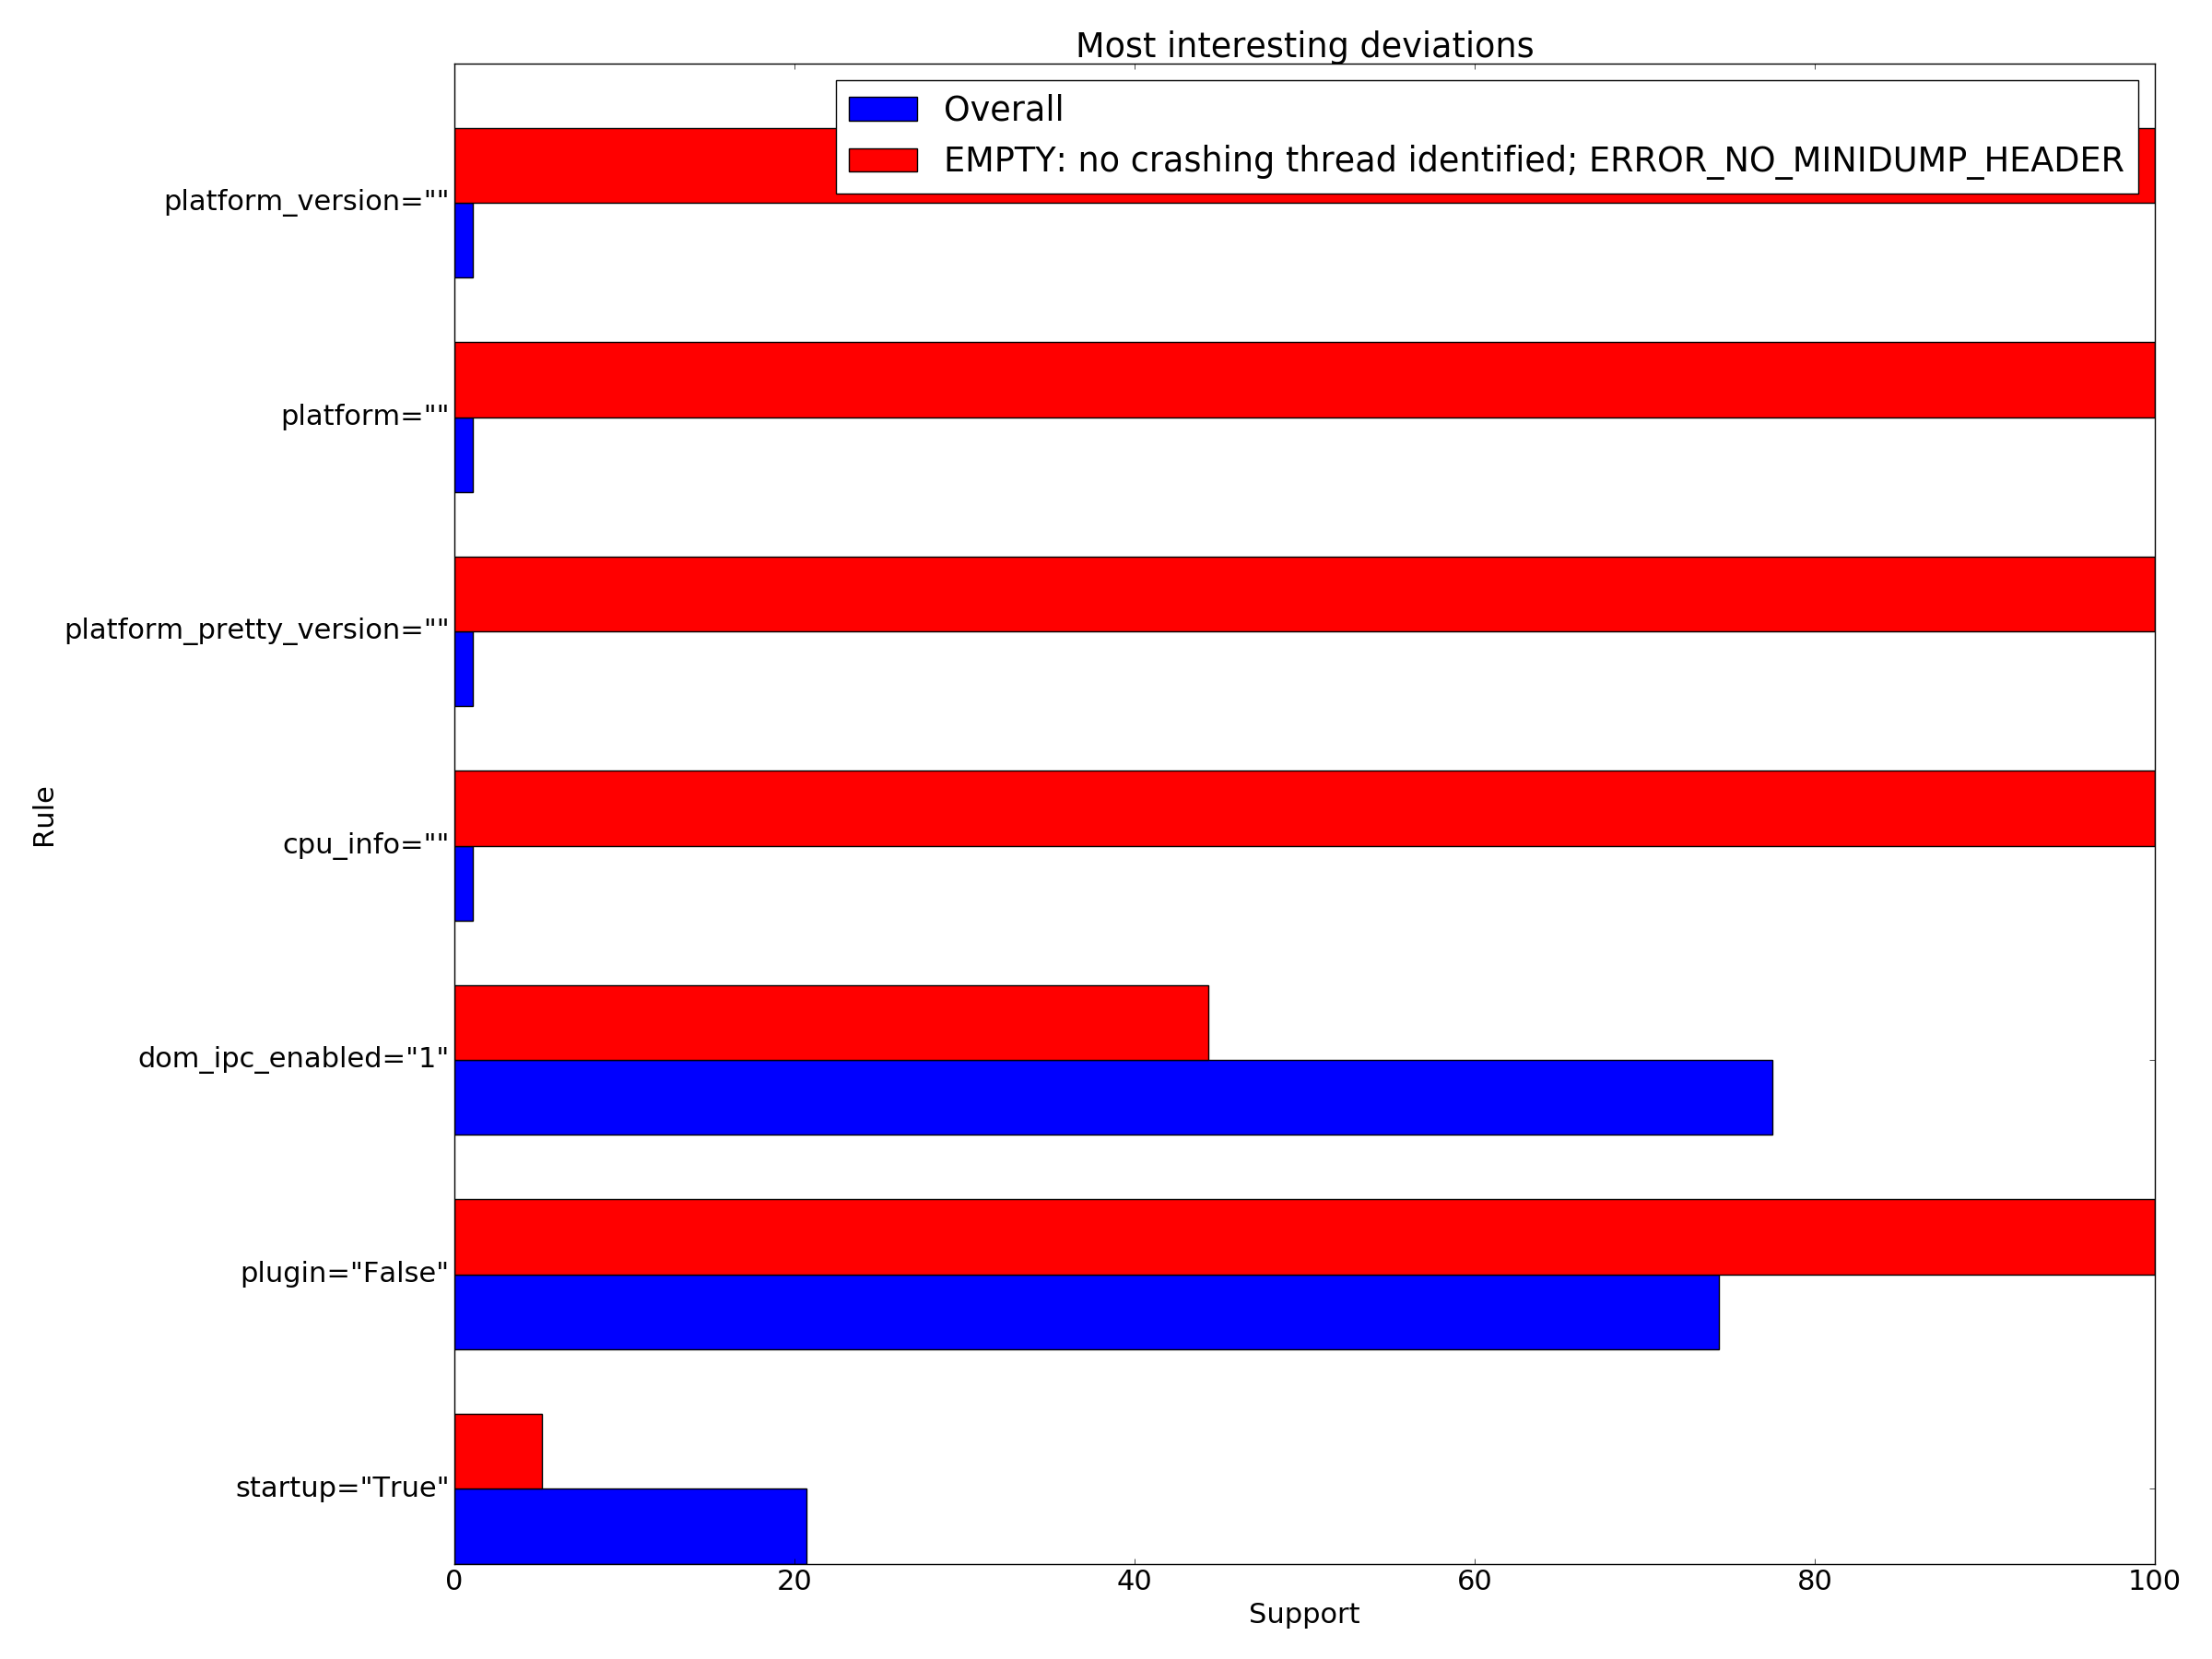 Most interesting deviations
Overall
EMPTY: no crashing thread identified; ERROR_NO_MINIDUMP_HEADER
platform_version=""
platform=""
platform_pretty_version=""
cpu_info=""
dom_ipc_enabled="1"
plugin="False"
startup="True"
Rule
0 20 40 60 80 100
Support